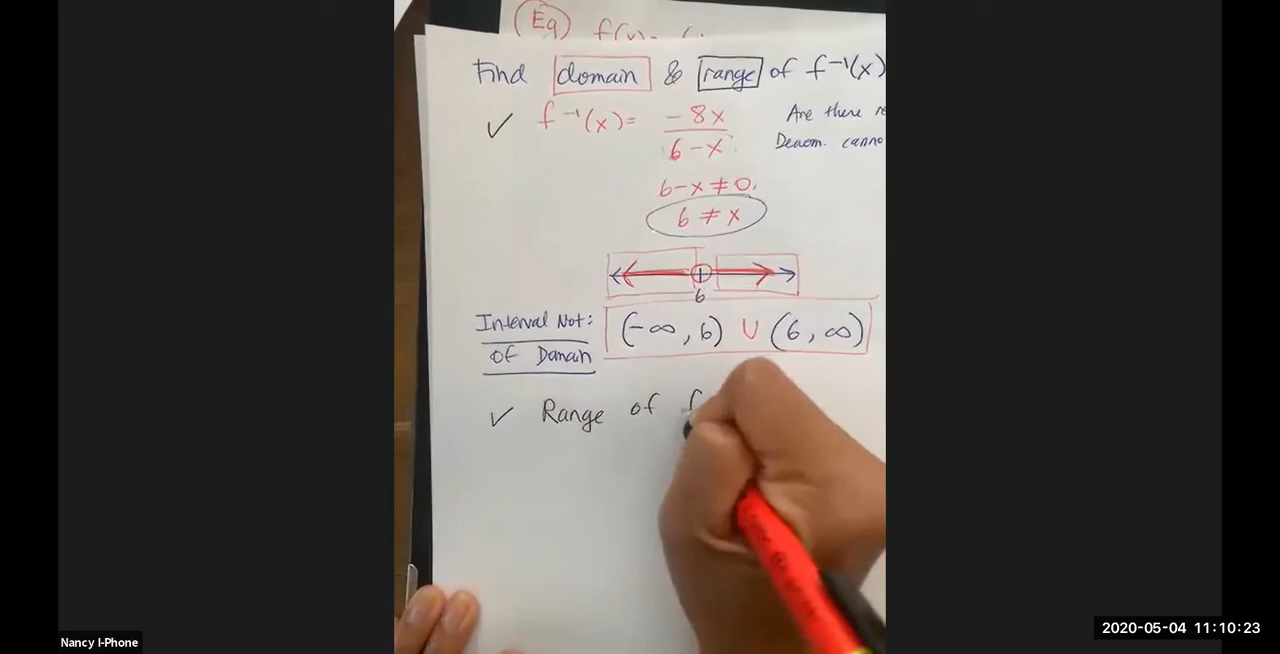 Eg f(x)=
Find domain & range of f⁻¹(x)
✓ f⁻¹(x) = -8x / 6-x
Are there
Denom. canno
6-x≠0.
6 ≠ x
6
Interval Not:
of Domain
(-∞, 6) ∪ (6, ∞)
✓ Range of f
Nancy I-Phone
2020-05-04 11:10:23